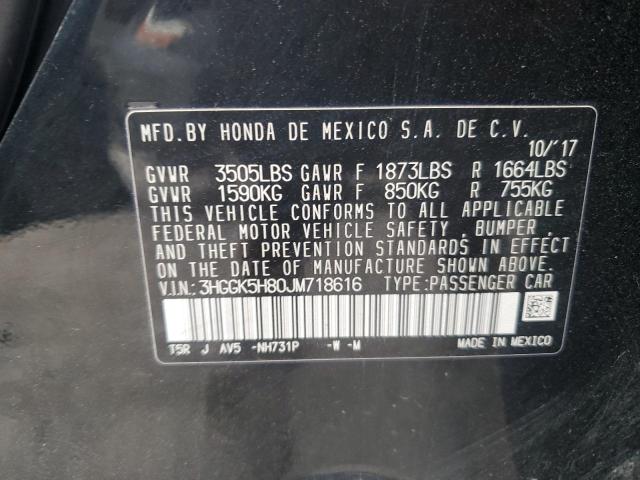 MFD.BY HONDA DE MEXICO S.A. DE C.V.
10/'17
GVWR 3505LBS GAWR F 1873LBS R 1664LBS
GVWR 1590KG GAWR F 850KG R 755KG
THIS VEHICLE CONFORMS TO ALL APPLICABLE
FEDERAL MOTOR VEHICLE SAFETY , BUMPER ,
AND THEFT PREVENTION STANDARDS IN EFFECT
ON THE DATE OF MANUFACTURE SHOWN ABOVE.
V.I.N.: 3HGGK5H80JM718616 TYPE:PASSENGER CAR
T5R J AV5 -NH731P -W -M MADE IN MEXICO